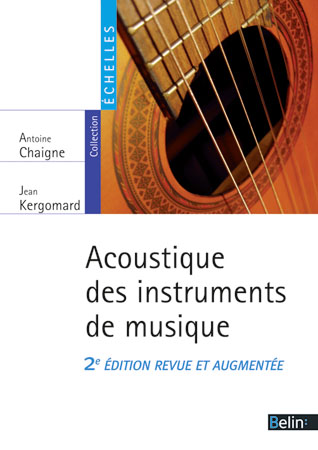 ÉCHELLES
Collection
Antoine
Chaigne
Jean
Kergomard
Acoustique
des instruments
de musique
2e ÉDITION REVUE ET AUGMENTÉE
Belin: